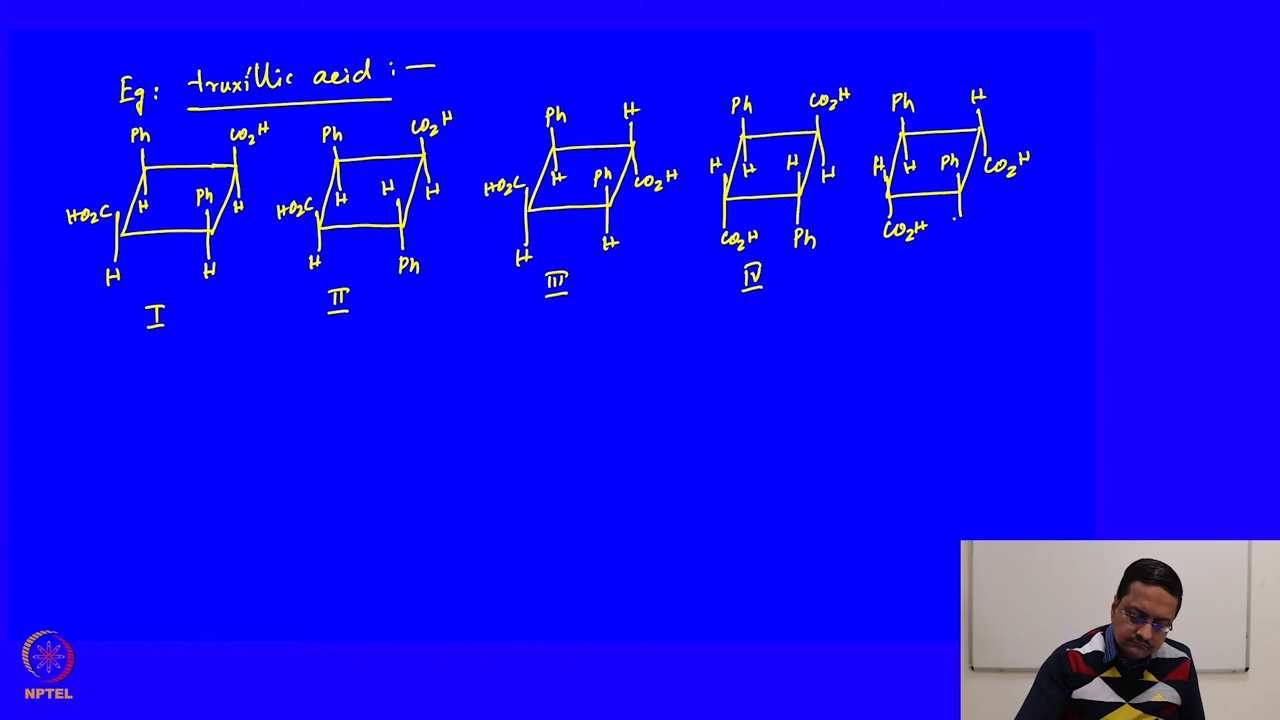 Eg: truxillic acid : —
Ph CO₂H Ph CO₂H Ph H Ph CO₂H Ph H
HO₂C H Ph H HO₂C H H H HO₂C H Ph CO₂H H H H H H H Ph CO₂H
H H H Ph H H CO₂H Ph CO₂H
I II III IV
NPTEL